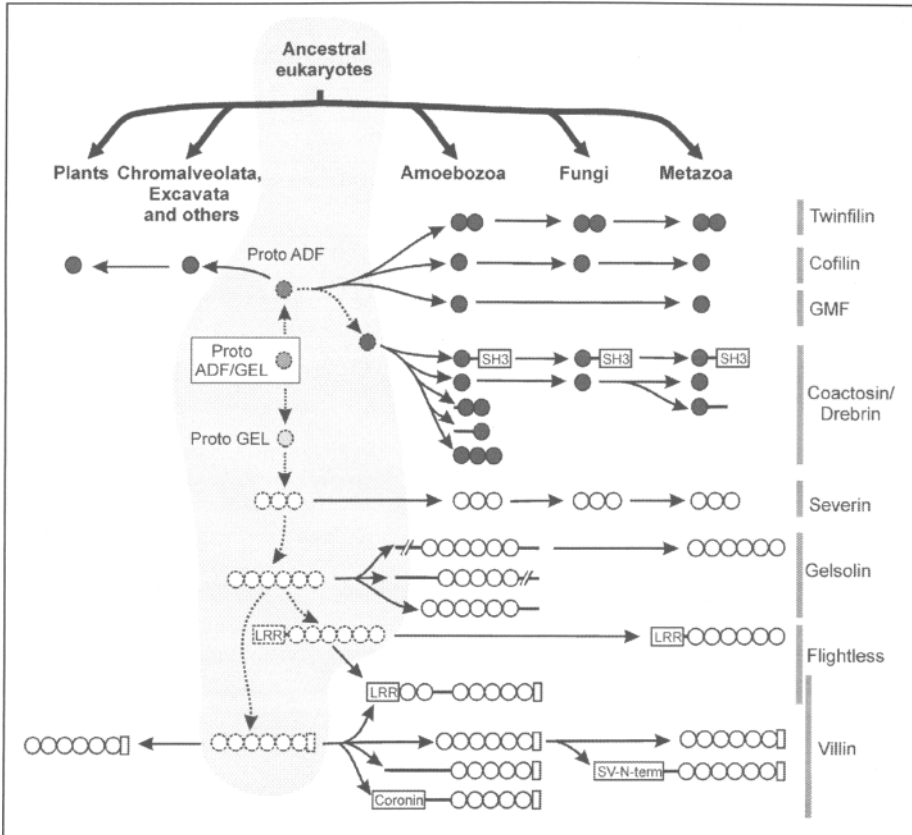 Ancestral
eukaryotes
Plants
Chromalveolata,
Excavata
and others
Amoebozoa
Fungi
Metazoa
Twinfilin
Proto ADF
Cofilin
GMF
Proto
ADF/GEL
SH3
SH3
SH3
Coactosin/
Drebrin
Proto GEL
Severin
Gelsolin
LRR
LRR
Flightless
LRR
Villin
SV-N-term
Coronin